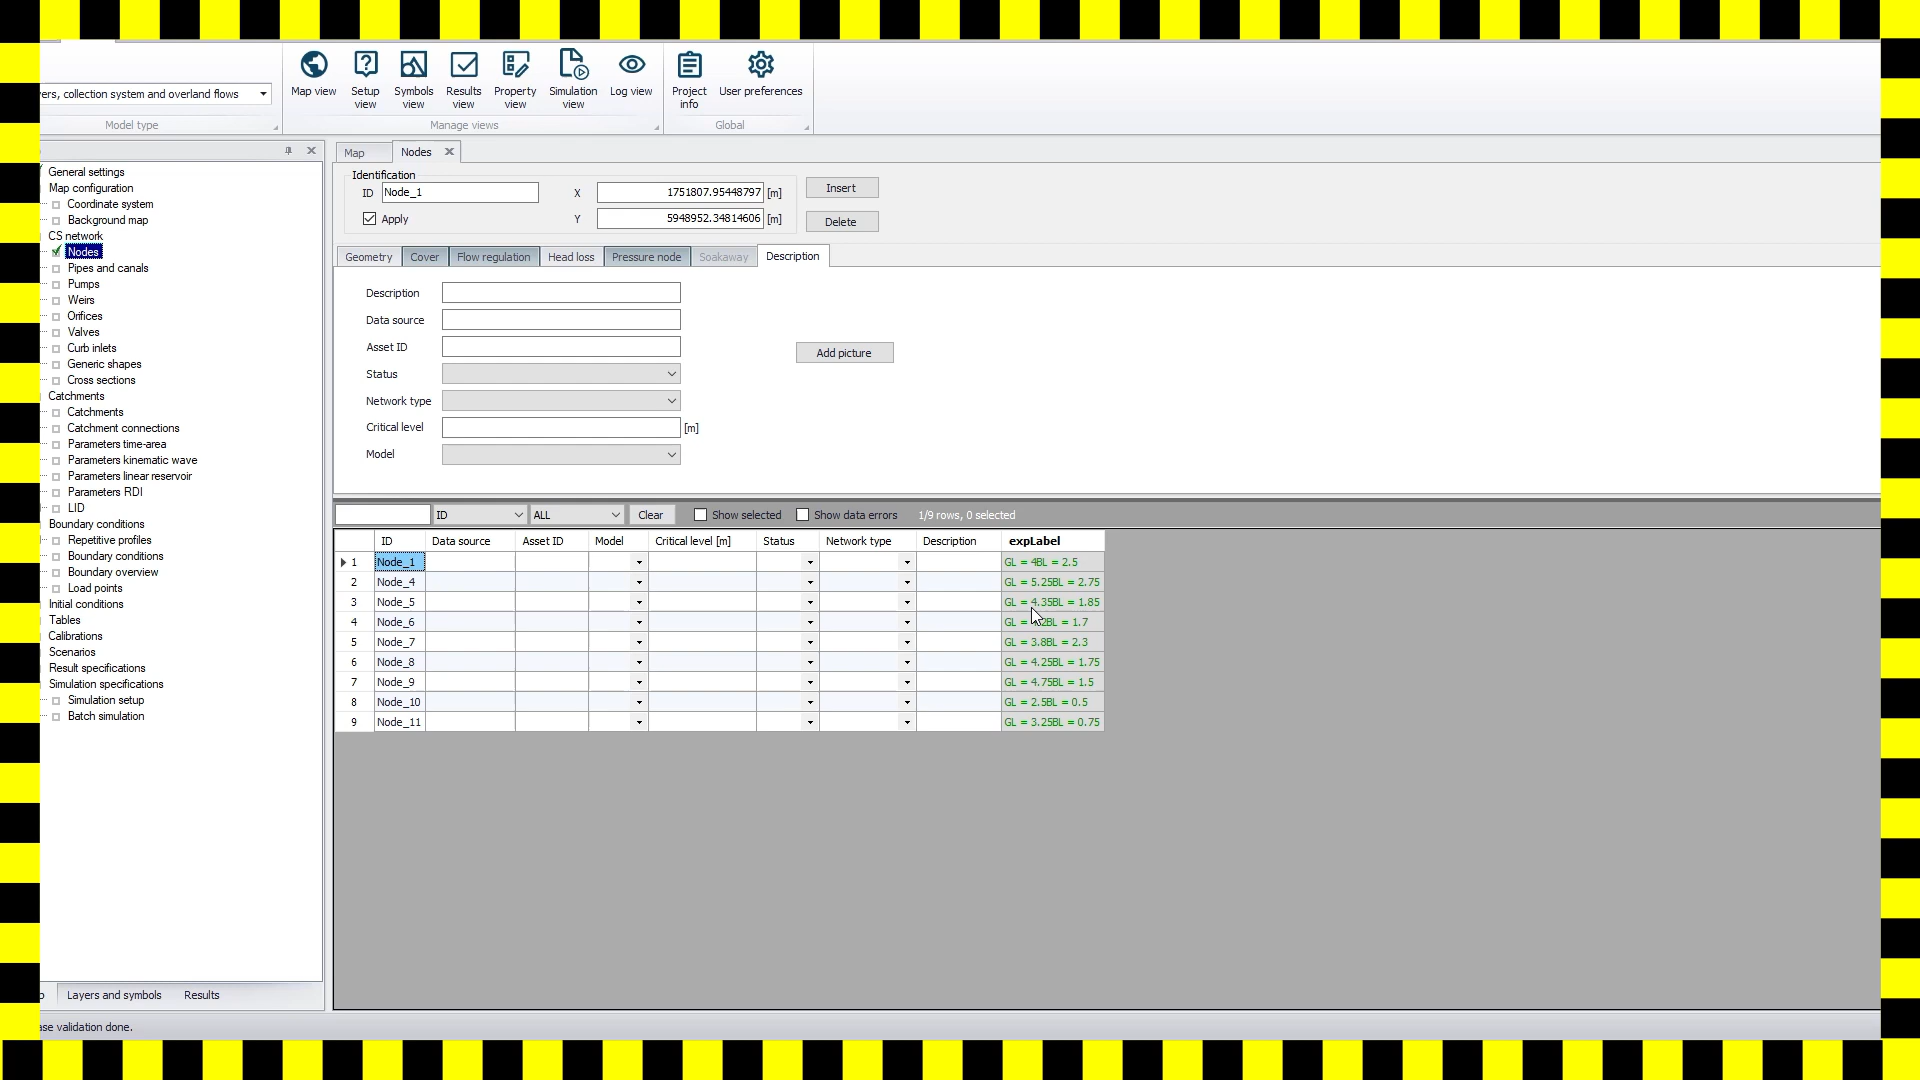 ers, collection system and overland flows
Model type
Map view
Setup view
Symbols view
Results view
Property view
Simulation view
Log view
Manage views
Project info
User preferences
Global
General settings
Map configuration
Coordinate system
Background map
CS network
Nodes
Pipes and canals
Pumps
Weirs
Orifices
Valves
Curb inlets
Generic shapes
Cross sections
Catchments
Catchments
Catchment connections
Parameters time-area
Parameters kinematic wave
Parameters linear reservoir
Parameters RDI
LID
Boundary conditions
Repetitive profiles
Boundary conditions
Boundary overview
Load points
Initial conditions
Tables
Calibrations
Scenarios
Result specifications
Simulation specifications
Simulation setup
Batch simulation
Layers and symbols Results
ase validation done.
Map Nodes
Identification
ID Node_1 X 1751807.95448797 [m] Insert
Apply Y 5948952.34814606 [m] Delete
Geometry Cover Flow regulation Head loss Pressure node Soakaway Description
Description
Data source
Asset ID
Add picture
Status
Network type
Critical level [m]
Model
ID ALL Clear Show selected Show data errors 1/9 rows, 0 selected
ID Data source Asset ID Model Critical level [m] Status Network type Description expLabel
1 Node_1 GL = 4BL = 2.5
2 Node_4 GL = 5.25BL = 2.75
3 Node_5 GL = 4.35BL = 1.85
4 Node_6 GL = 2BL = 1.7
5 Node_7 GL = 3.8BL = 2.3
6 Node_8 GL = 4.25BL = 1.75
7 Node_9 GL = 4.75BL = 1.5
8 Node_10 GL = 2.5BL = 0.5
9 Node_11 GL = 3.25BL = 0.75